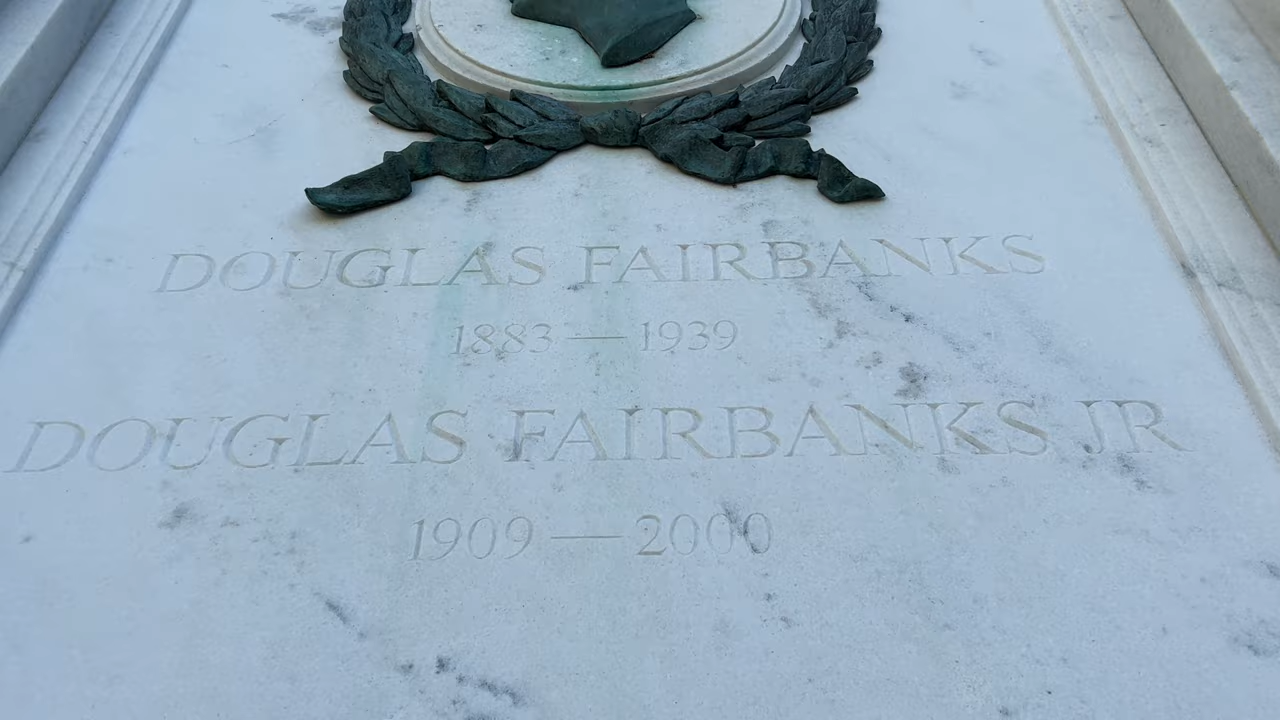 DOUGLAS FAIRBANKS
1883 — 1939
DOUGLAS FAIRBANKS JR
1909 — 2000